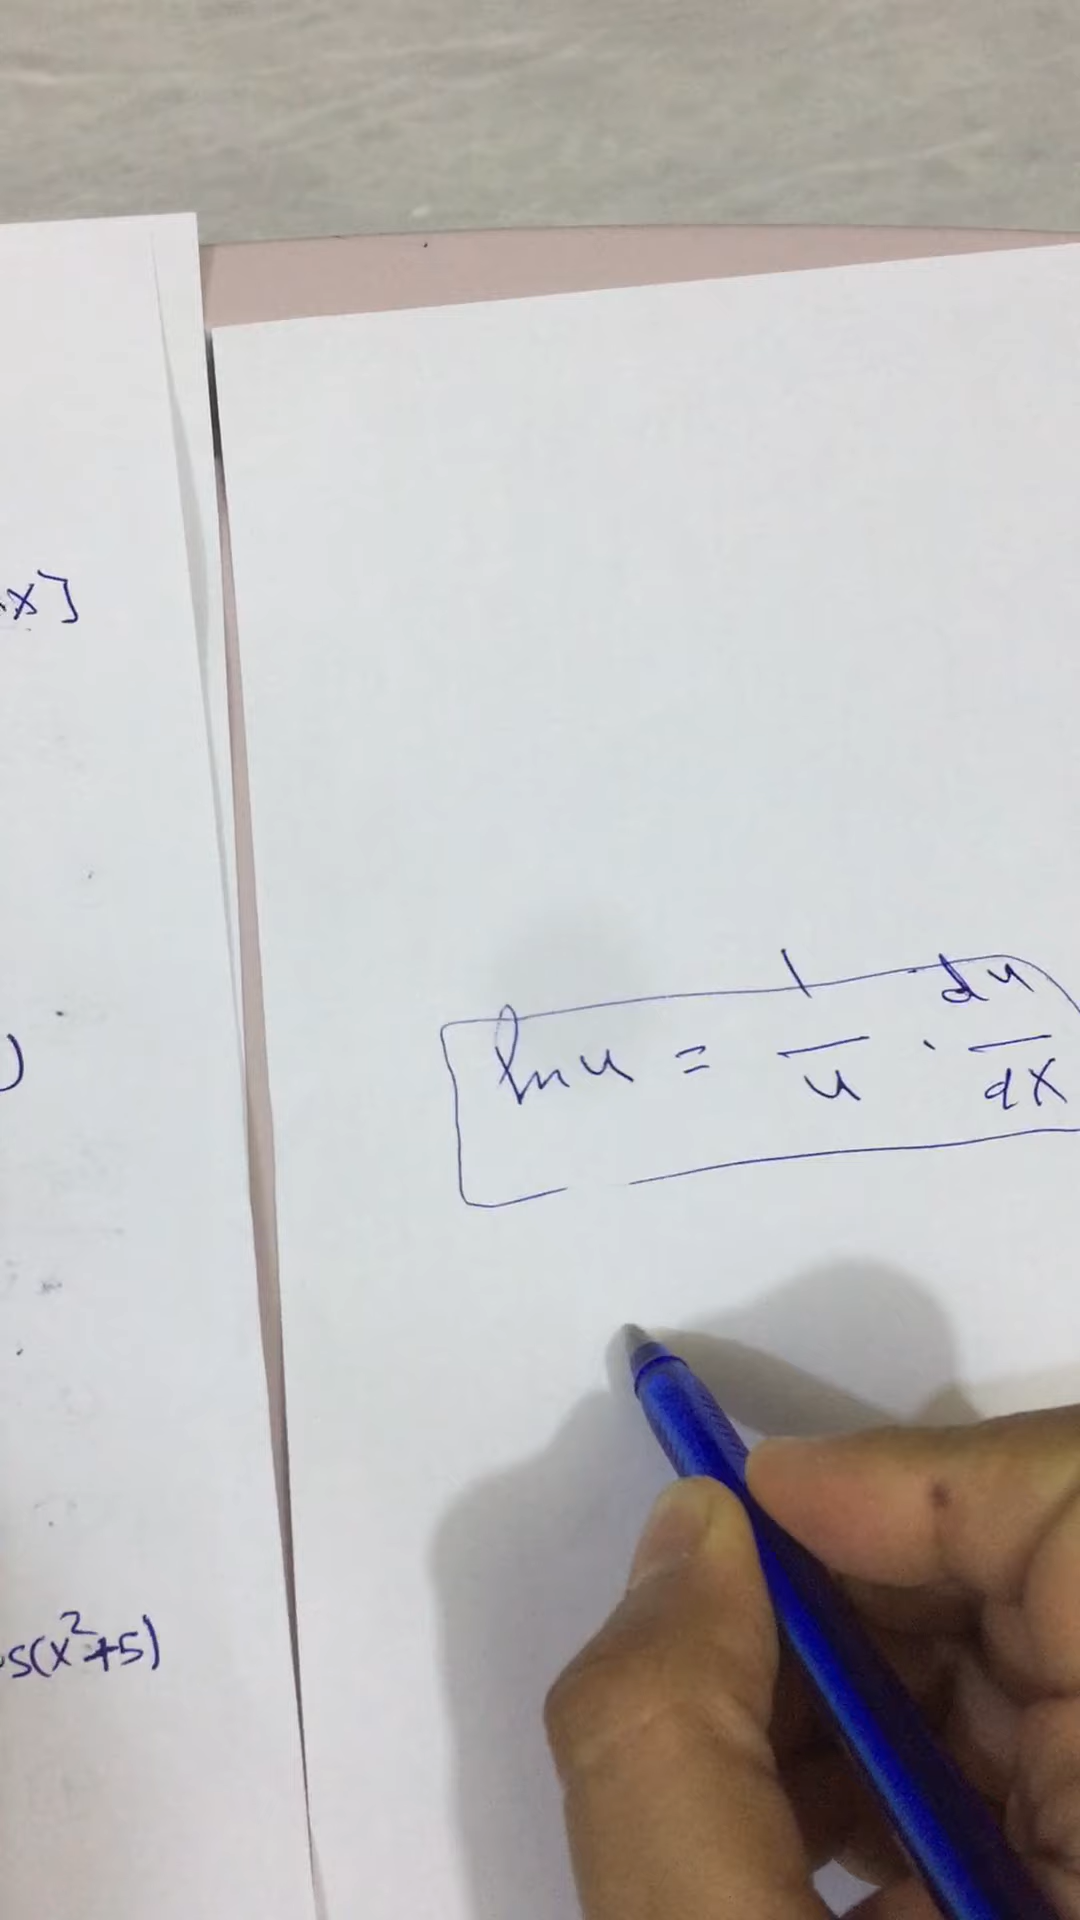 x]
)
s(x²+5)
ln u = 1/u · du/dx